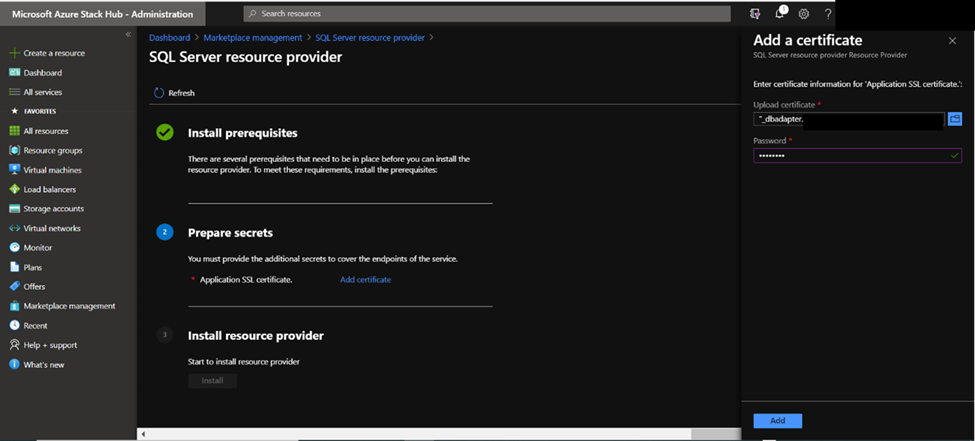 Microsoft Azure Stack Hub - Administration
Search resources
1
?
Create a resource
Dashboard
All services
FAVORITES
All resources
Resource groups
Virtual machines
Load balancers
Storage accounts
Virtual networks
Monitor
Plans
Offers
Marketplace management
Recent
Help + support
What's new
Dashboard > Marketplace management > SQL Server resource provider >
SQL Server resource provider
Refresh
Install prerequisites
There are several prerequisites that need to be in place before you can install the
resource provider. To meet these requirements, install the prerequisites:
2
Prepare secrets
You must provide the additional secrets to cover the endpoints of the service.
* Application SSL certificate. Add certificate
3
Install resource provider
Start to install resource provider
Install
Add a certificate
SQL Server resource provider Resource Provider
Enter certificate information for 'Application SSL certificate.':
Upload certificate *
"_dbadapter.
Password *
••••••••
Add